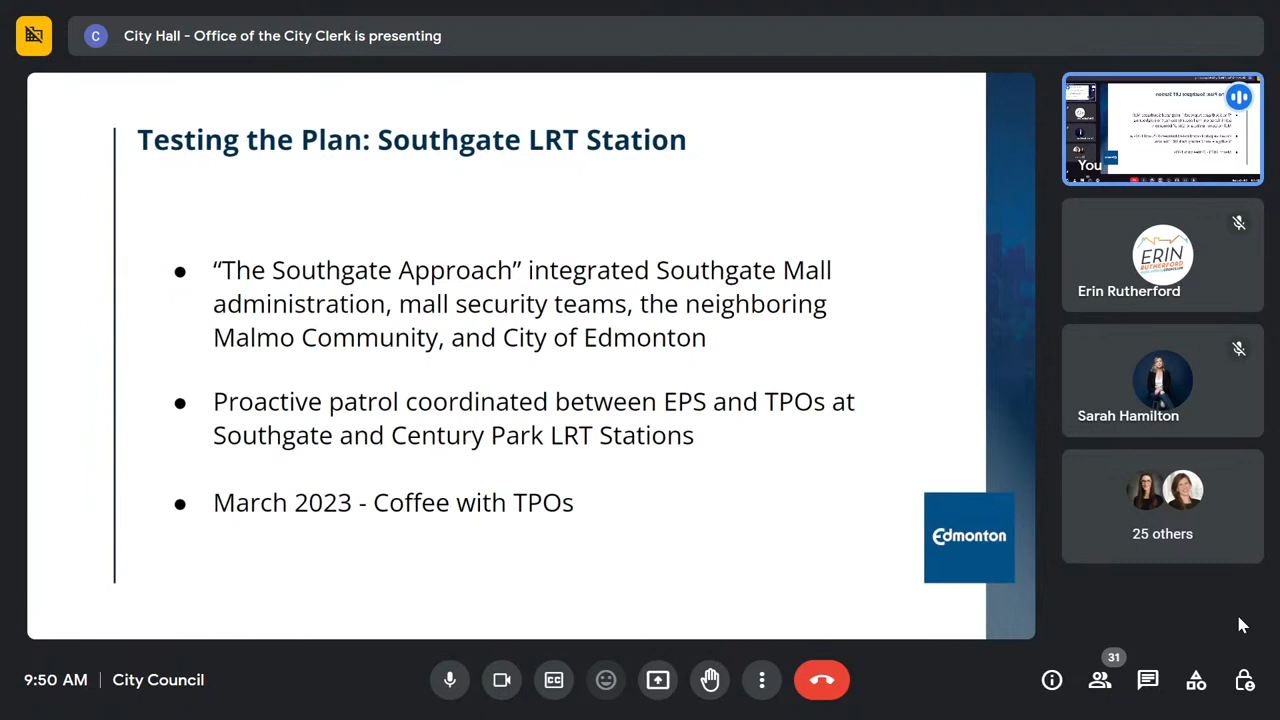 City Hall - Office of the City Clerk is presenting
C
Testing the Plan: Southgate LRT Station
“The Southgate Approach” integrated Southgate Mall
administration, mall security teams, the neighboring
Malmo Community, and City of Edmonton
Proactive patrol coordinated between EPS and TPOs at
Southgate and Century Park LRT Stations
March 2023 - Coffee with TPOs
Edmonton
You
ERIN
RUTHERFORD
Erin Rutherford
Sarah Hamilton
25 others
31
9:50 AM | City Council
CC